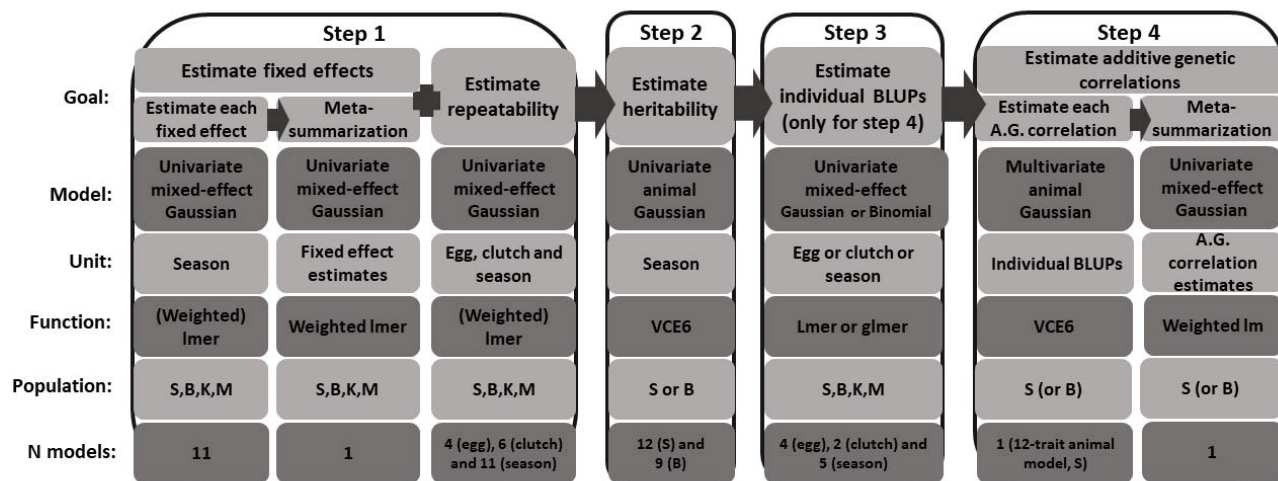 Step 1
Step 2
Step 3
Step 4
Goal:
Estimate fixed effects
Estimate each
fixed effect
Meta-
summarization
Estimate
repeatability
Estimate
heritability
Estimate
individual BLUPs
(only for step 4)
Estimate additive genetic
correlations
Estimate each
A.G. correlation
Meta-
summarization
Model:
Univariate
mixed-effect
Gaussian
Univariate
mixed-effect
Gaussian
Univariate
mixed-effect
Gaussian
Univariate
animal
Gaussian
Univariate
mixed-effect
Gaussian or Binomial
Multivariate
animal
Gaussian
Univariate
mixed-effect
Gaussian
Unit:
Season
Fixed effect
estimates
Egg, clutch and
season
Season
Egg or clutch or
season
Individual BLUPs
A.G.
correlation
estimates
Function:
(Weighted)
lmer
Weighted lmer
(Weighted)
lmer
VCE6
Lmer or glmer
VCE6
Weighted lm
Population:
S,B,K,M
S,B,K,M
S,B,K,M
S or B
S,B,K,M
S (or B)
S (or B)
N models:
11
1
4 (egg), 6 (clutch)
and 11 (season)
12 (S) and
9 (B)
4 (egg), 2 (clutch) and
5 (season)
1 (12-trait animal
model, S)
1